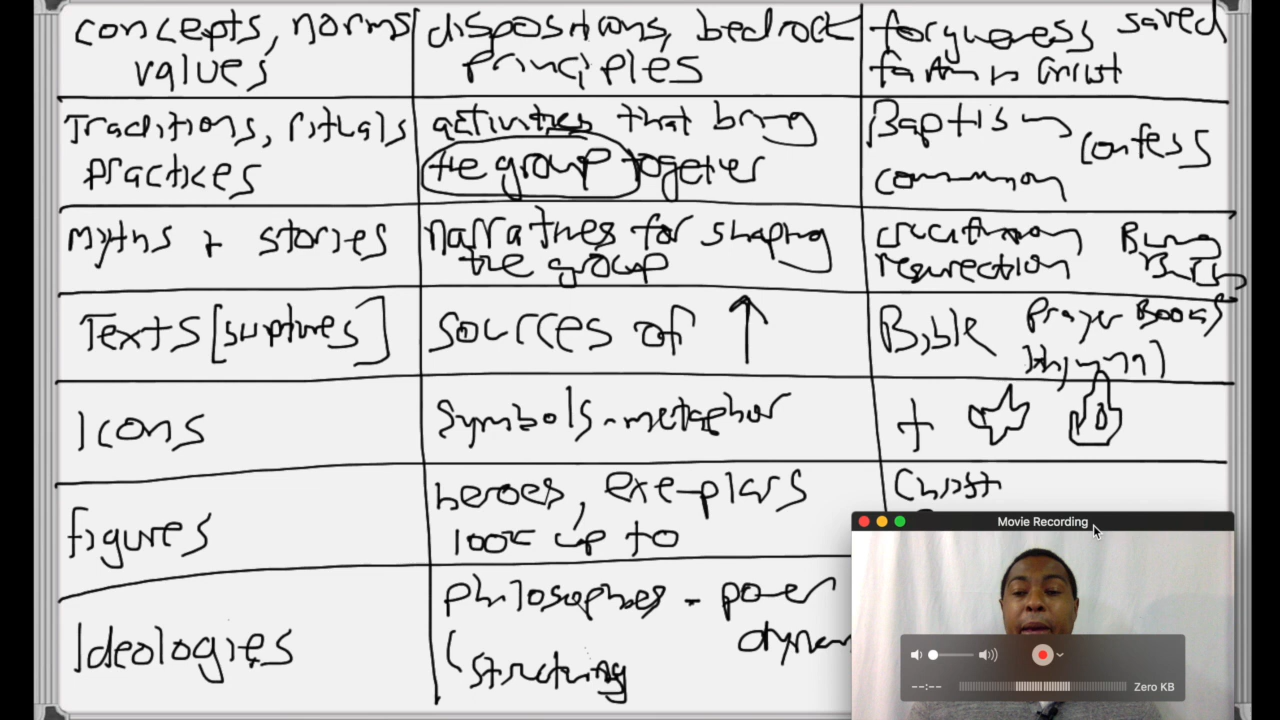 concepts, norms
values
dispositions, bedrock
principles
forgiveness saved
faith in Christ
Traditions, rituals
practices
activities that bring
the group together
Baptism
confess
communion
Myths + stories
narratives for shaping
the group
crucifixion
resurrection
Texts [scriptures]
sources of ↑
Bible
Prayer Books
Hymnal
Icons
symbols - metaphor
figures
heroes, exemplars
look up to
Christ
Ideologies
philosophies - power
dynam
structuring
Movie Recording
--:--
Zero KB